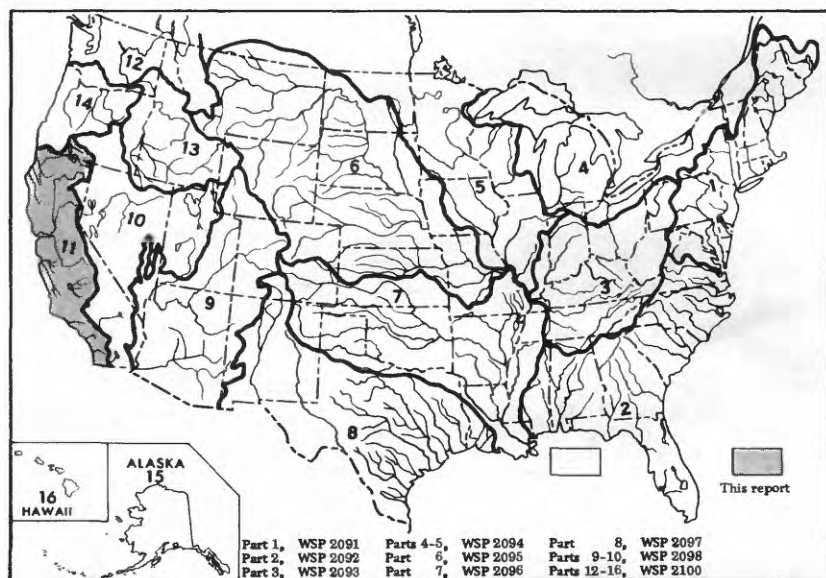 12
14
13
11
10
9
6
5
4
7
3
1
2
8
16
HAWAII
ALASKA
15
This report
Part 1, WSP 2091 Parts 4-5, WSP 2094 Part 8, WSP 2097
Part 2, WSP 2092 Part 6, WSP 2095 Parts 9-10, WSP 2098
Part 3, WSP 2093 Part 7, WSP 2096 Parts 12-16, WSP 2100